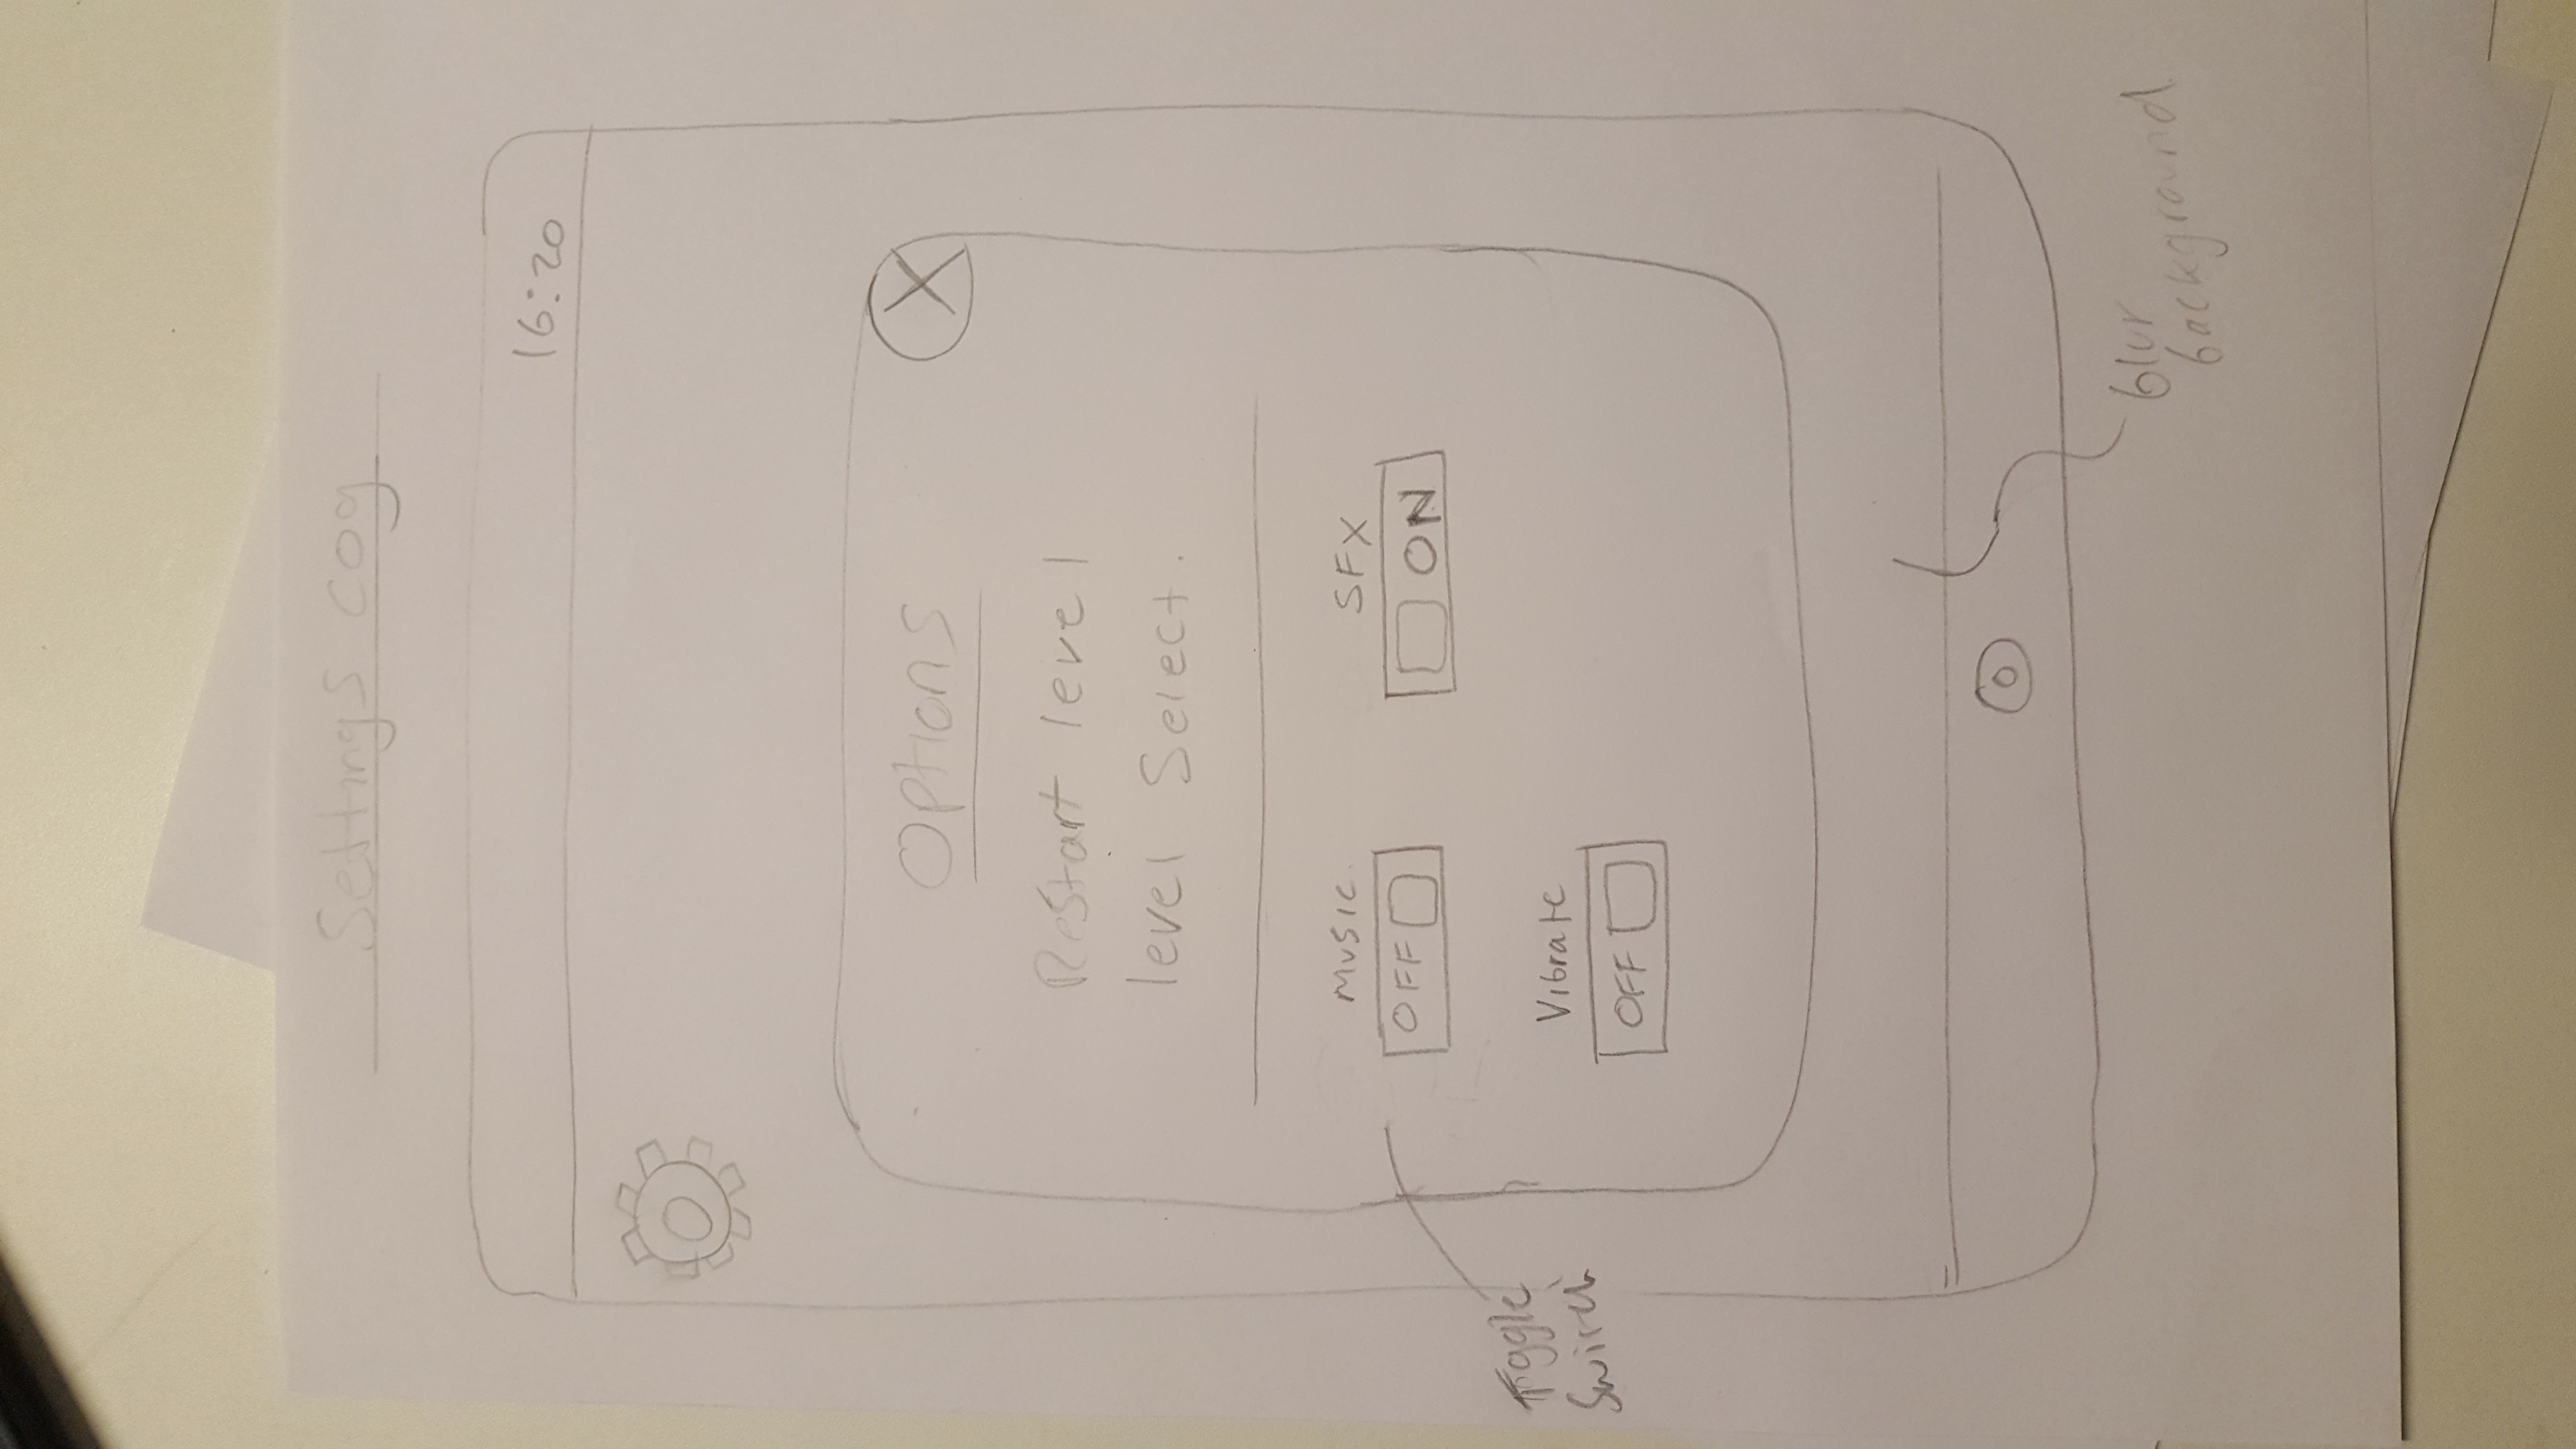 Settings cog
16:20
Options
X
Restart level
level Select.
Music.
SFX
OFF
ON
Toggle
Switch
Vibrate
OFF
blur
background